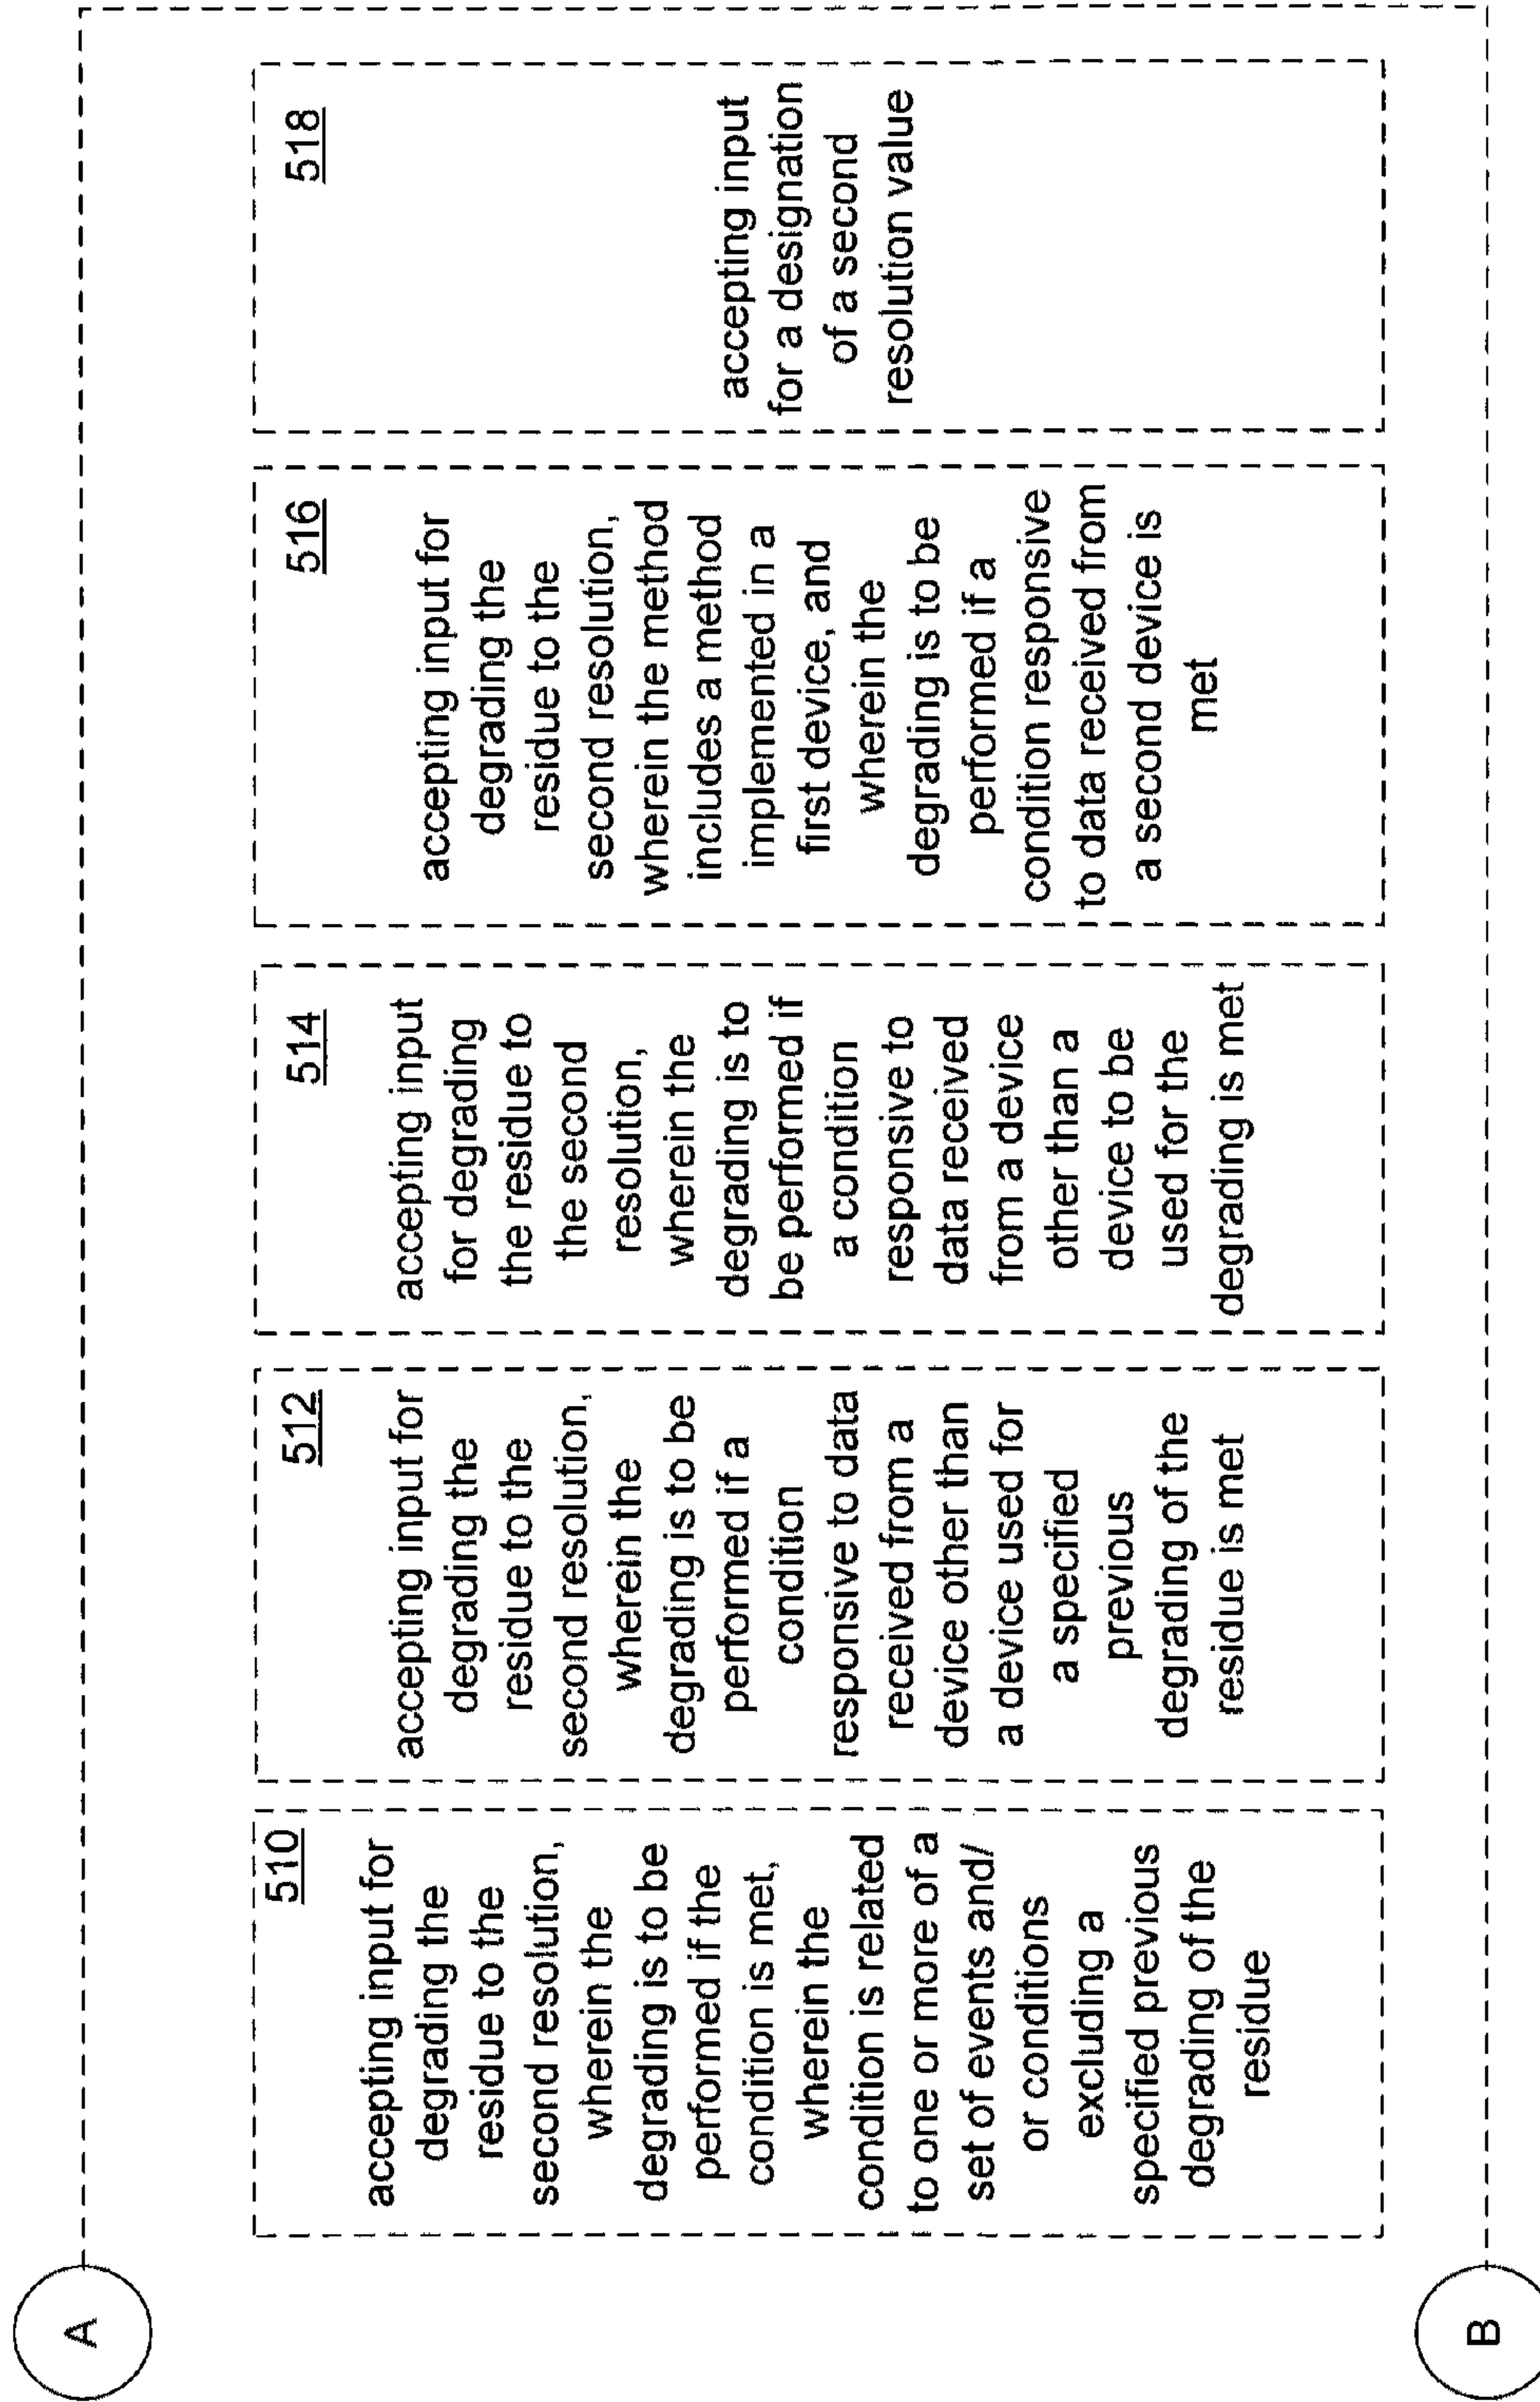 A
510
accepting input for
degrading the
residue to the
second resolution,
wherein the
degrading is to be
performed if the
condition is met,
wherein the
condition is related
to one or more of a
set of events and/
or conditions
excluding a
specified previous
degrading of the
residue
512
accepting input for
degrading the
residue to the
second resolution,
wherein the
degrading is to be
performed if a
condition
responsive to data
received from a
device other than
a device used for
a specified
previous
degrading of the
residue is met
514
accepting input
for degrading
the residue to
the second
resolution,
wherein the
degrading is to
be performed if
a condition
responsive to
data received
from a device
other than a
device to be
used for the
degrading is met
516
accepting input for
degrading the
residue to the
second resolution,
wherein the method
includes a method
implemented in a
first device, and
wherein the
degrading is to be
performed if a
condition responsive
to data received from
a second device is
met
518
accepting input
for a designation
of a second
resolution value
B